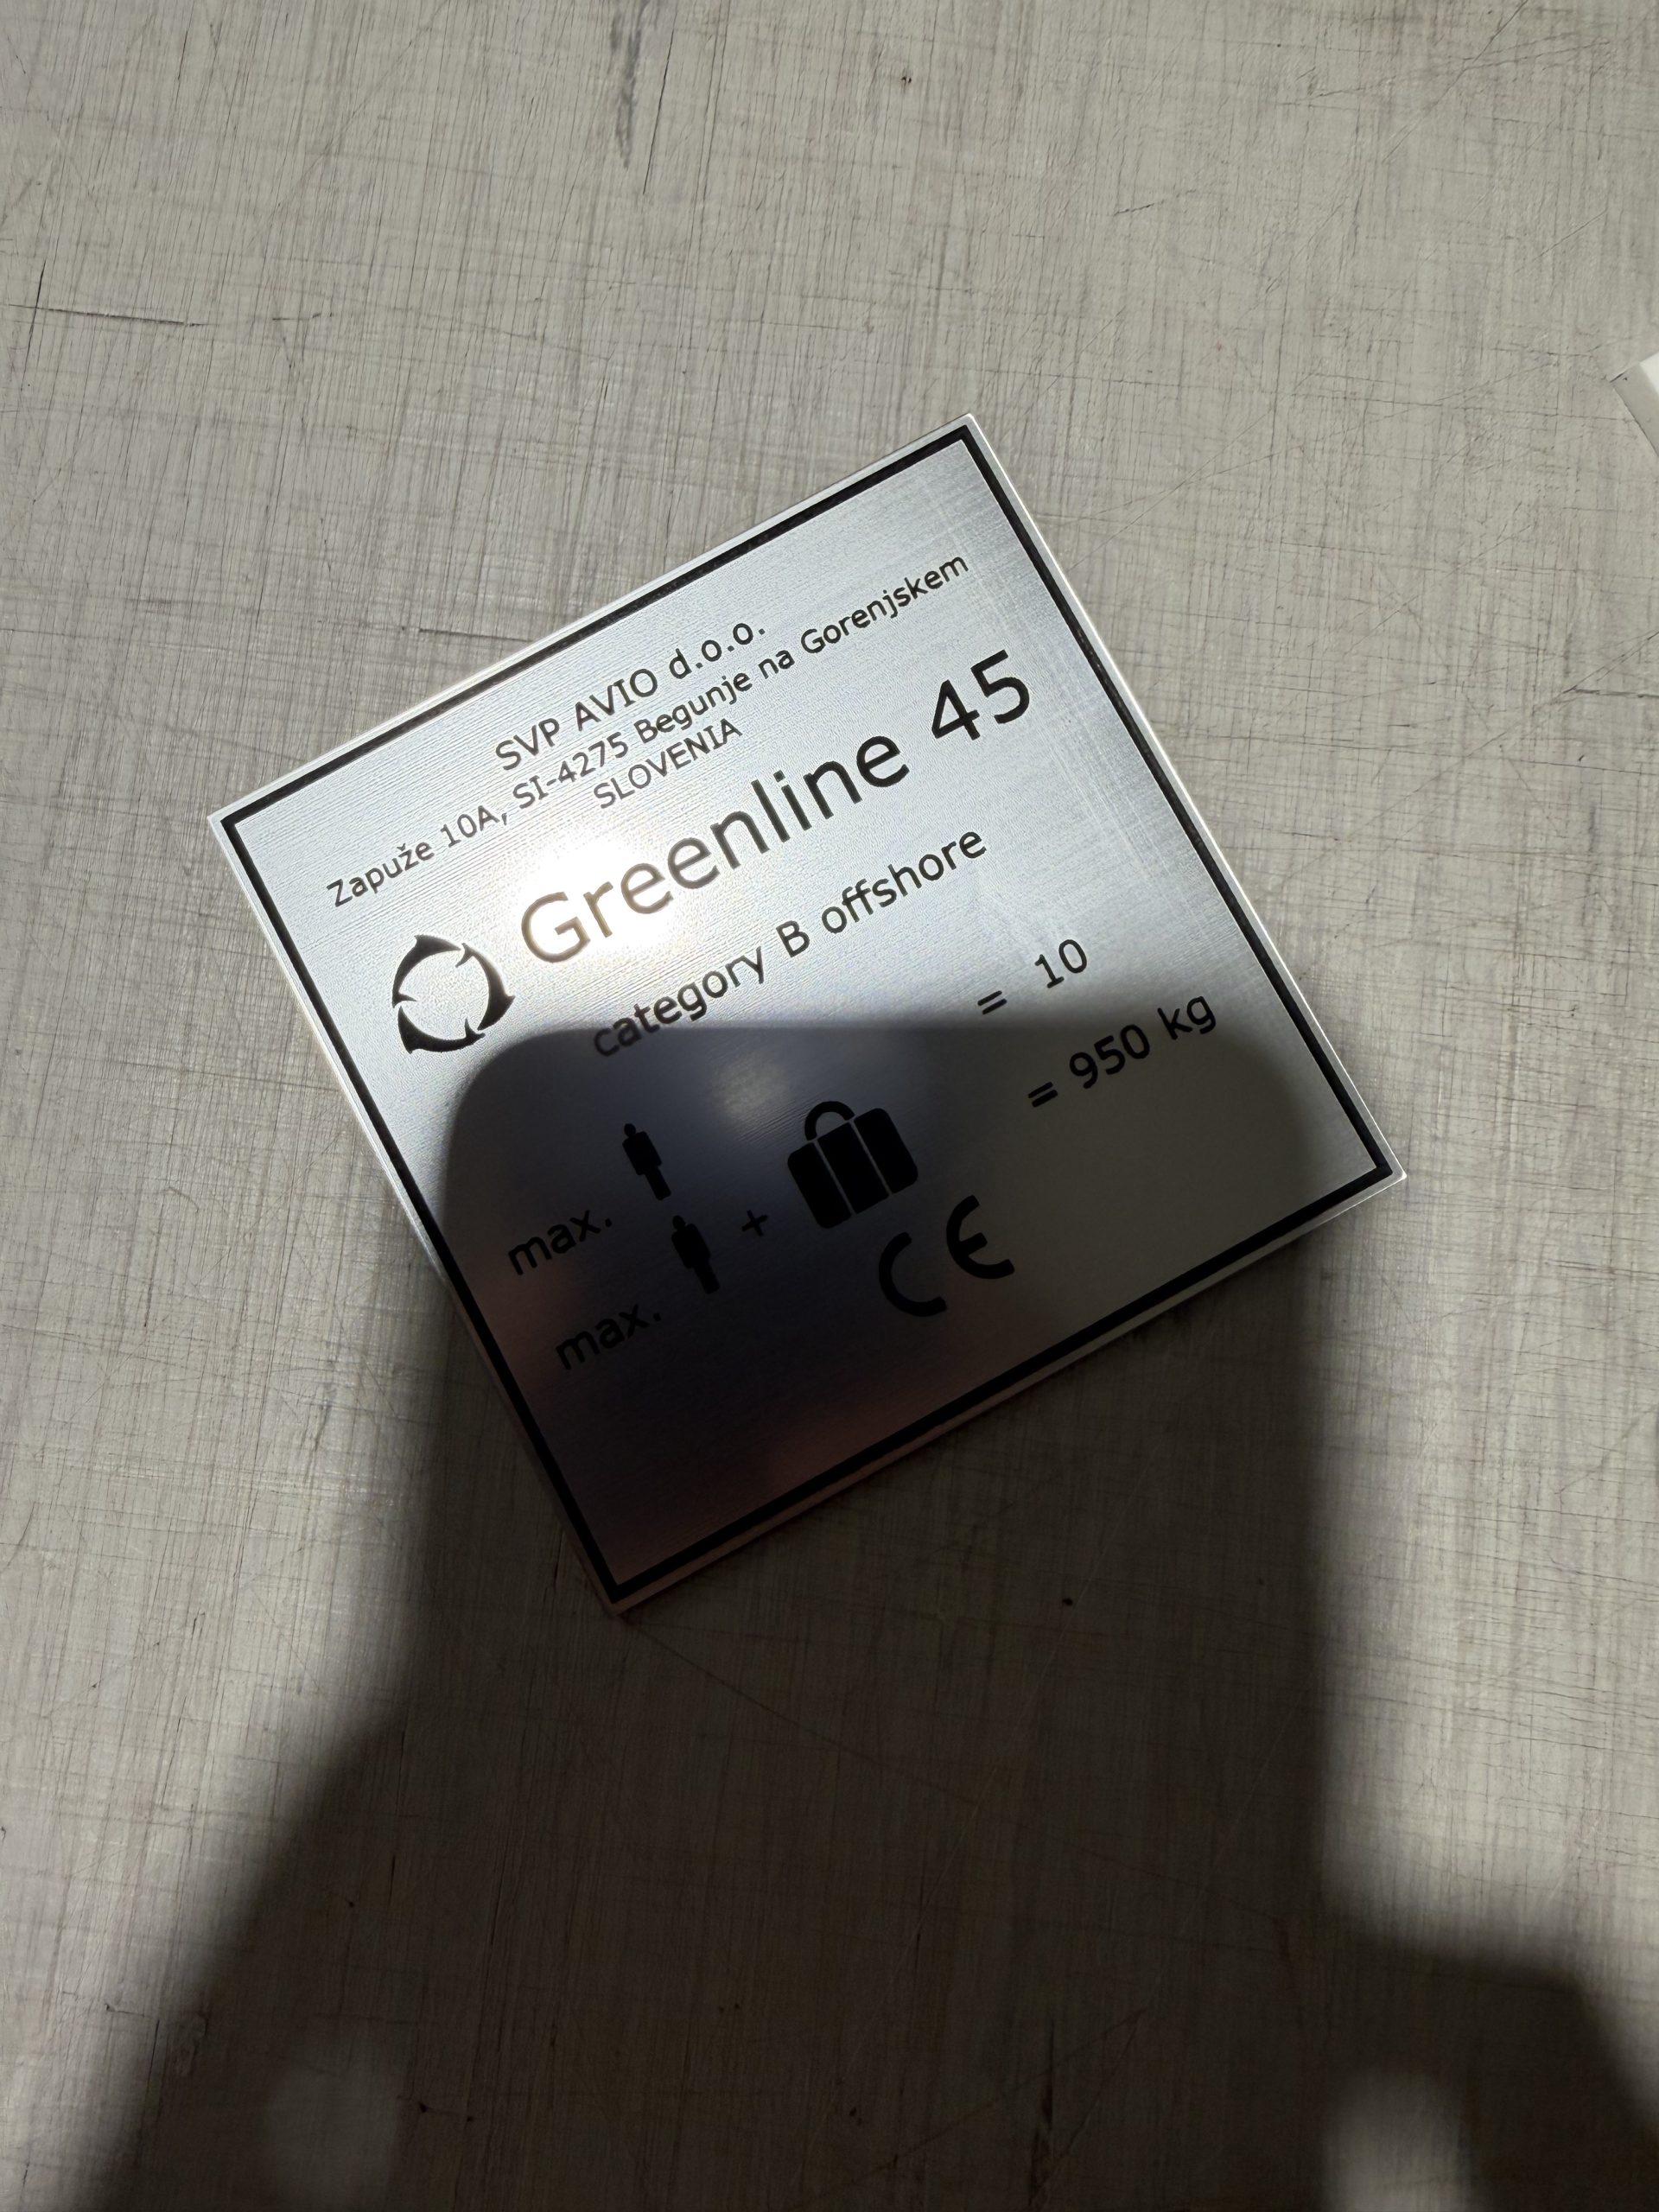 SVP AVIO d.o.o.
Zapuže 10A, SI-4275 Begunje na Gorenjskem
SLOVENIA
Greenline 45
category B offshore
max. = 10
max. + = 950 kg
CE